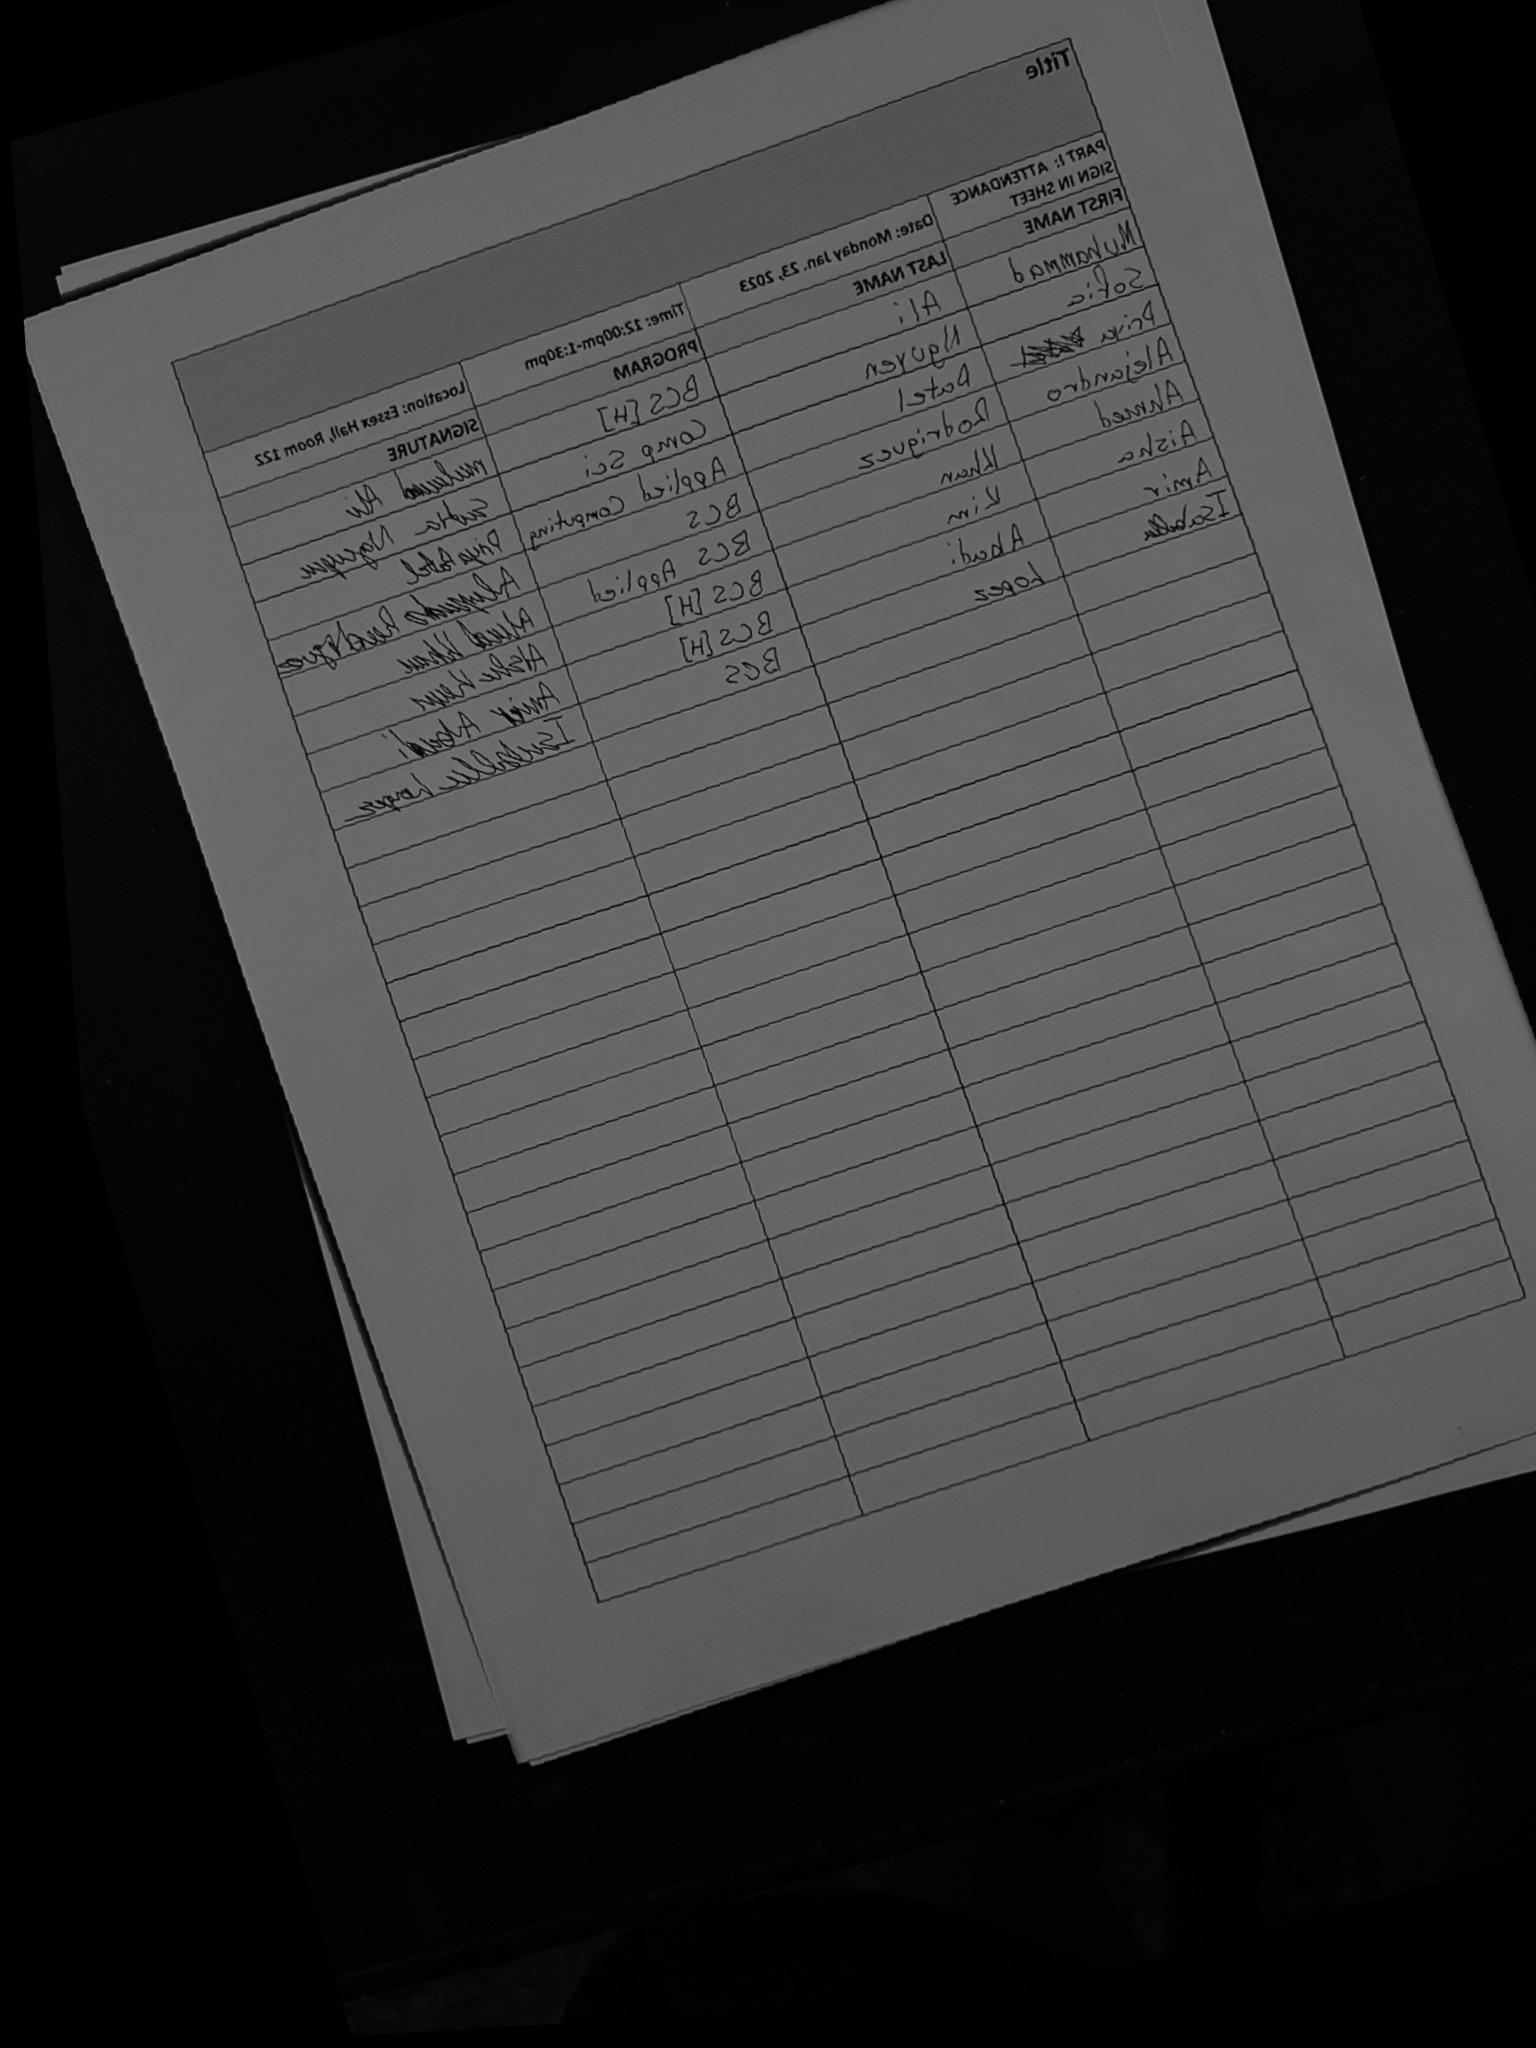 Title
PART I: ATTENDANCE SIGN IN SHEET Date: Monday Jan. 23, 2023 Time: 12:00pm-1:30pm Location: Essex Hall, Room 122
FIRST NAME LAST NAME PROGRAM SIGNATURE
Muhammad Ali BCS [H] Ali
Sofia Nguyen Comp Sci Nguyen
Priya Patel Applied Computing Priya Patel
Alejandro Rodriguez BCS Alejandro Rodriguez
Ahmed Khan BCS Applied Ahmed Khan
Aisha Kim BCS [H] Aisha
Amir Abadi BCS [H] Amir Abadi
Isabella Lopez BCS Isabella Lopez